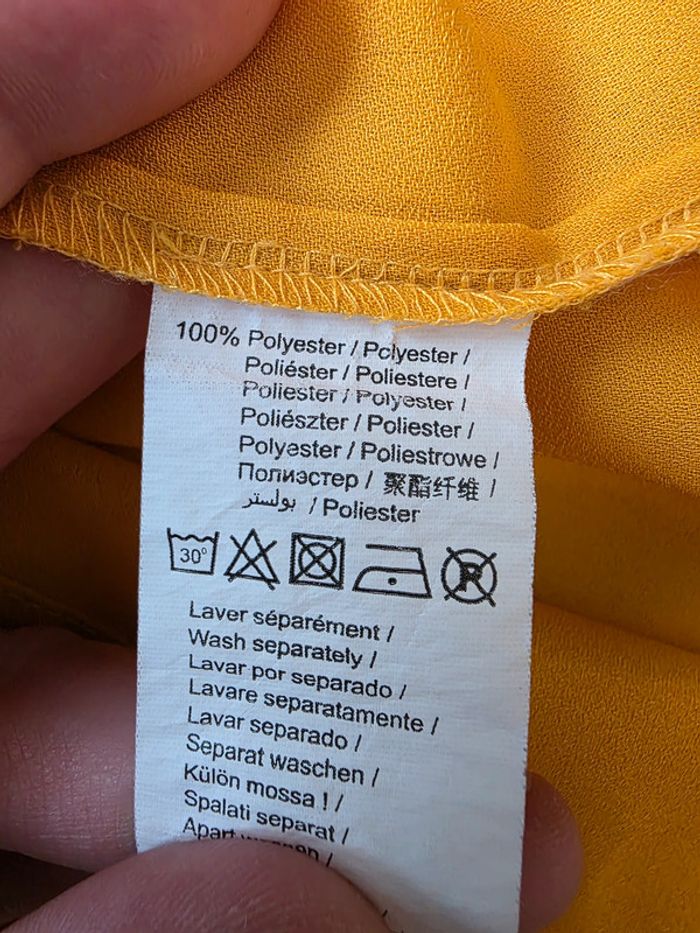 100% Polyester / Polyester /
Poliéster / Poliestere /
Poliester / Polyester /
Poliészter / Poliester /
Polyester / Poliestrowe /
Полиэстер / 聚酯纤维 /
بولستر / Poliester
30°
Laver séparément /
Wash separately /
Lavar por separado /
Lavare separatamente /
Lavar separado /
Separat waschen /
Külön mossa ! /
Spalati separat /
Apart